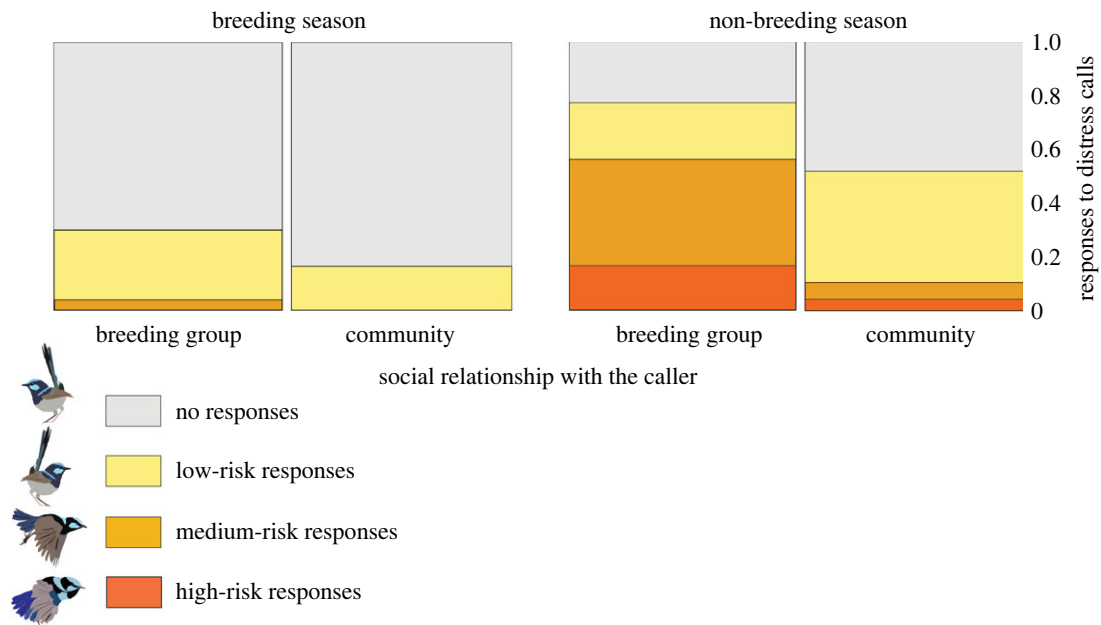 breeding season
non-breeding season
1.0
0.8
0.6
0.4
0.2
0
responses to distress calls
breeding group
community
breeding group
community
social relationship with the caller
no responses
low-risk responses
medium-risk responses
high-risk responses